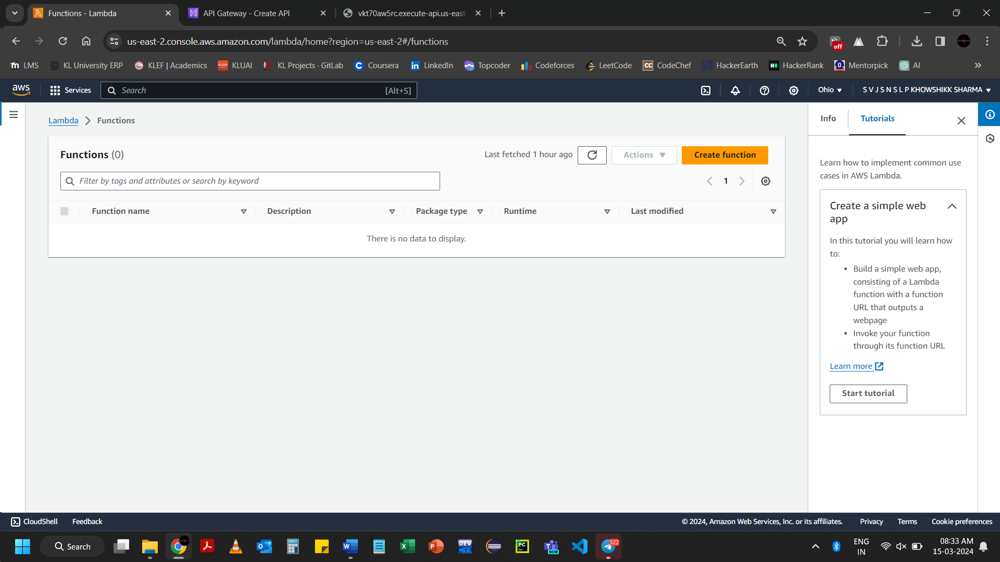 Functions - Lambda
API Gateway - Create API
vkt70aw5rc.execute-api.us-east
us-east-2.console.aws.amazon.com/lambda/home?region=us-east-2#/functions
off
LMS
KL University ERP
KLEF | Academics
KLUAI
KLUAI
KL Projects · GitLab
Coursera
LinkedIn
Topcoder
Codeforces
LeetCode
CodeChef
HackerEarth
HackerRank
Mentorpick
AI
aws
Services
Search
[Alt+S]
Ohio
S V J S N S L P KHOWSHIKK SHARMA
Lambda
Functions
Info
Tutorials
Functions (0)
Last fetched 1 hour ago
Actions
Create function
Filter by tags and attributes or search by keyword
1
Function name
Description
Package type
Runtime
Last modified
There is no data to display.
Learn how to implement common use
cases in AWS Lambda.
Create a simple web
app
In this tutorial you will learn how
to:
• Build a simple web app,
consisting of a Lambda
function with a function
URL that outputs a
webpage
• Invoke your function
through its function URL
Learn more
Start tutorial
CloudShell
Feedback
© 2024, Amazon Web Services, Inc. or its affiliates.
Privacy
Terms
Cookie preferences
Search
DEV
PC
NEW
522
ENG
IN
08:33 AM
15-03-2024